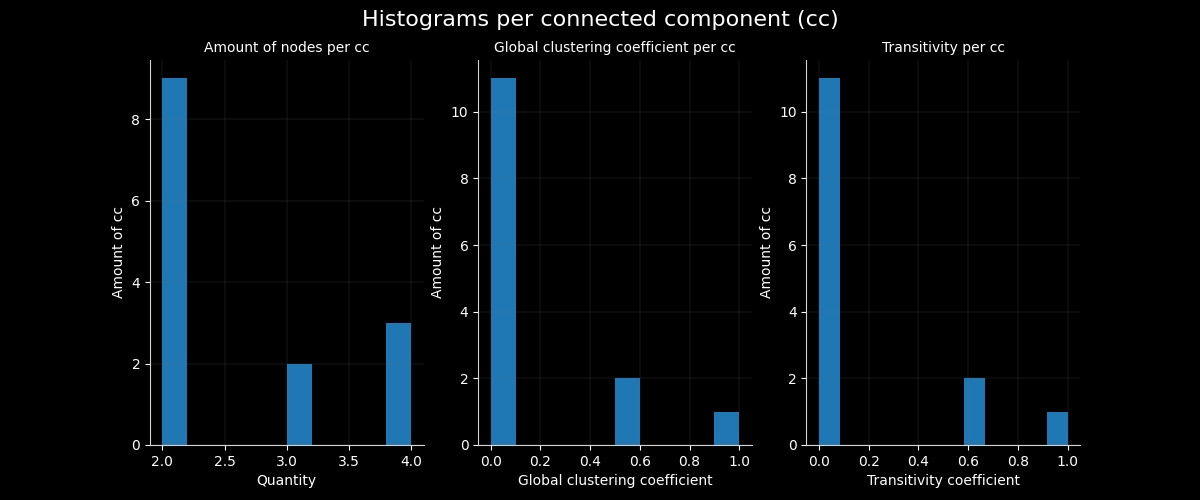 Histograms per connected component (cc)
Amount of nodes per cc
Amount of cc
8
6
4
2
0
2.0 2.5 3.0 3.5 4.0
Quantity
Global clustering coefficient per cc
Amount of cc
10
8
6
4
2
0
0.0 0.2 0.4 0.6 0.8 1.0
Global clustering coefficient
Transitivity per cc
Amount of cc
10
8
6
4
2
0
0.0 0.2 0.4 0.6 0.8 1.0
Transitivity coefficient